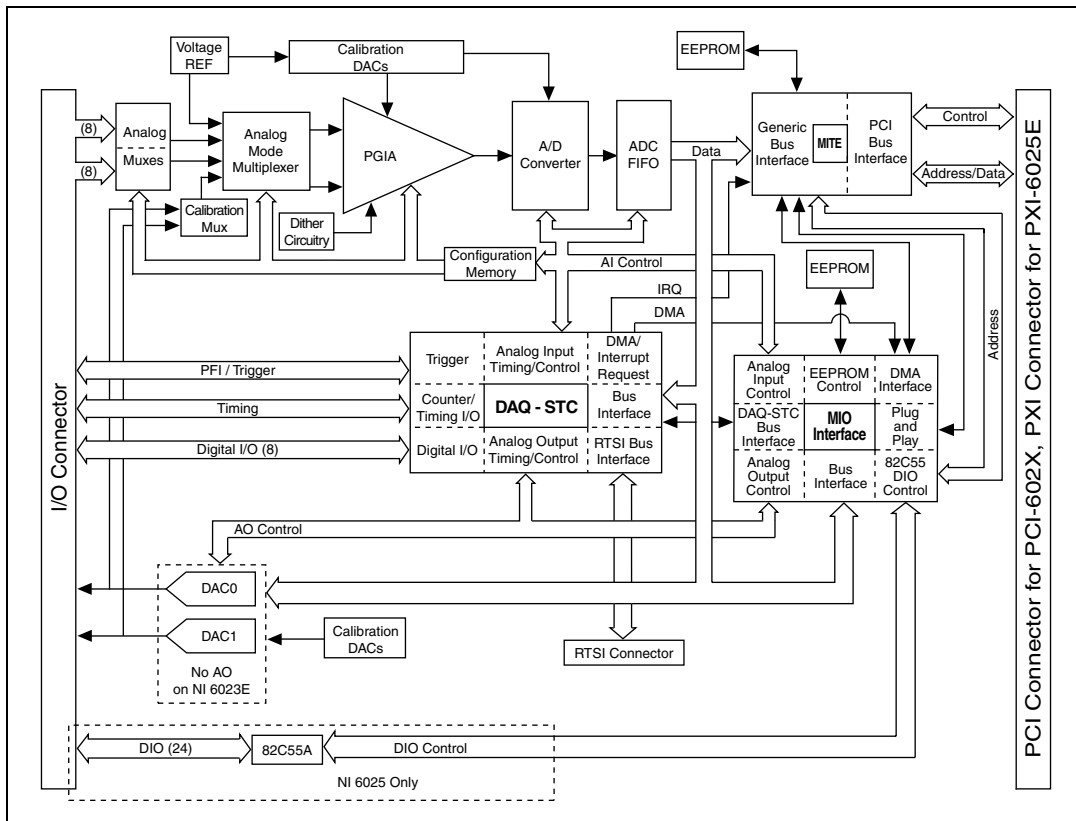 Voltage
REF
Calibration
DACs
EEPROM
(8)
(8)
Analog
Muxes
Analog
Mode
Multiplexer
PGIA
A/D
Converter
ADC
FIFO
Data
Generic
Bus
Interface
MITE
PCI
Bus
Interface
Control
Address/Data
Calibration
Mux
Dither
Circuitry
Configuration
Memory
AI Control
EEPROM
IRQ
DMA
Address
I/O Connector
PCI Connector for PCI-602X, PXI Connector for PXI-6025E
PFI / Trigger
Timing
Digital I/O (8)
Trigger
Analog Input
Timing/Control
DMA/
Interrupt
Request
Counter/
Timing I/O
DAQ - STC
Bus
Interface
Digital I/O
Analog Output
Timing/Control
RTSI Bus
Interface
Analog
Input
Control
EEPROM
Control
DMA
Interface
DAQ-STC
Bus
Interface
MIO
Interface
Plug
and
Play
Analog
Output
Control
Bus
Interface
82C55
DIO
Control
AO Control
DAC0
DAC1
Calibration
DACs
No AO
on NI 6023E
RTSI Connector
DIO (24)
82C55A
DIO Control
NI 6025 Only